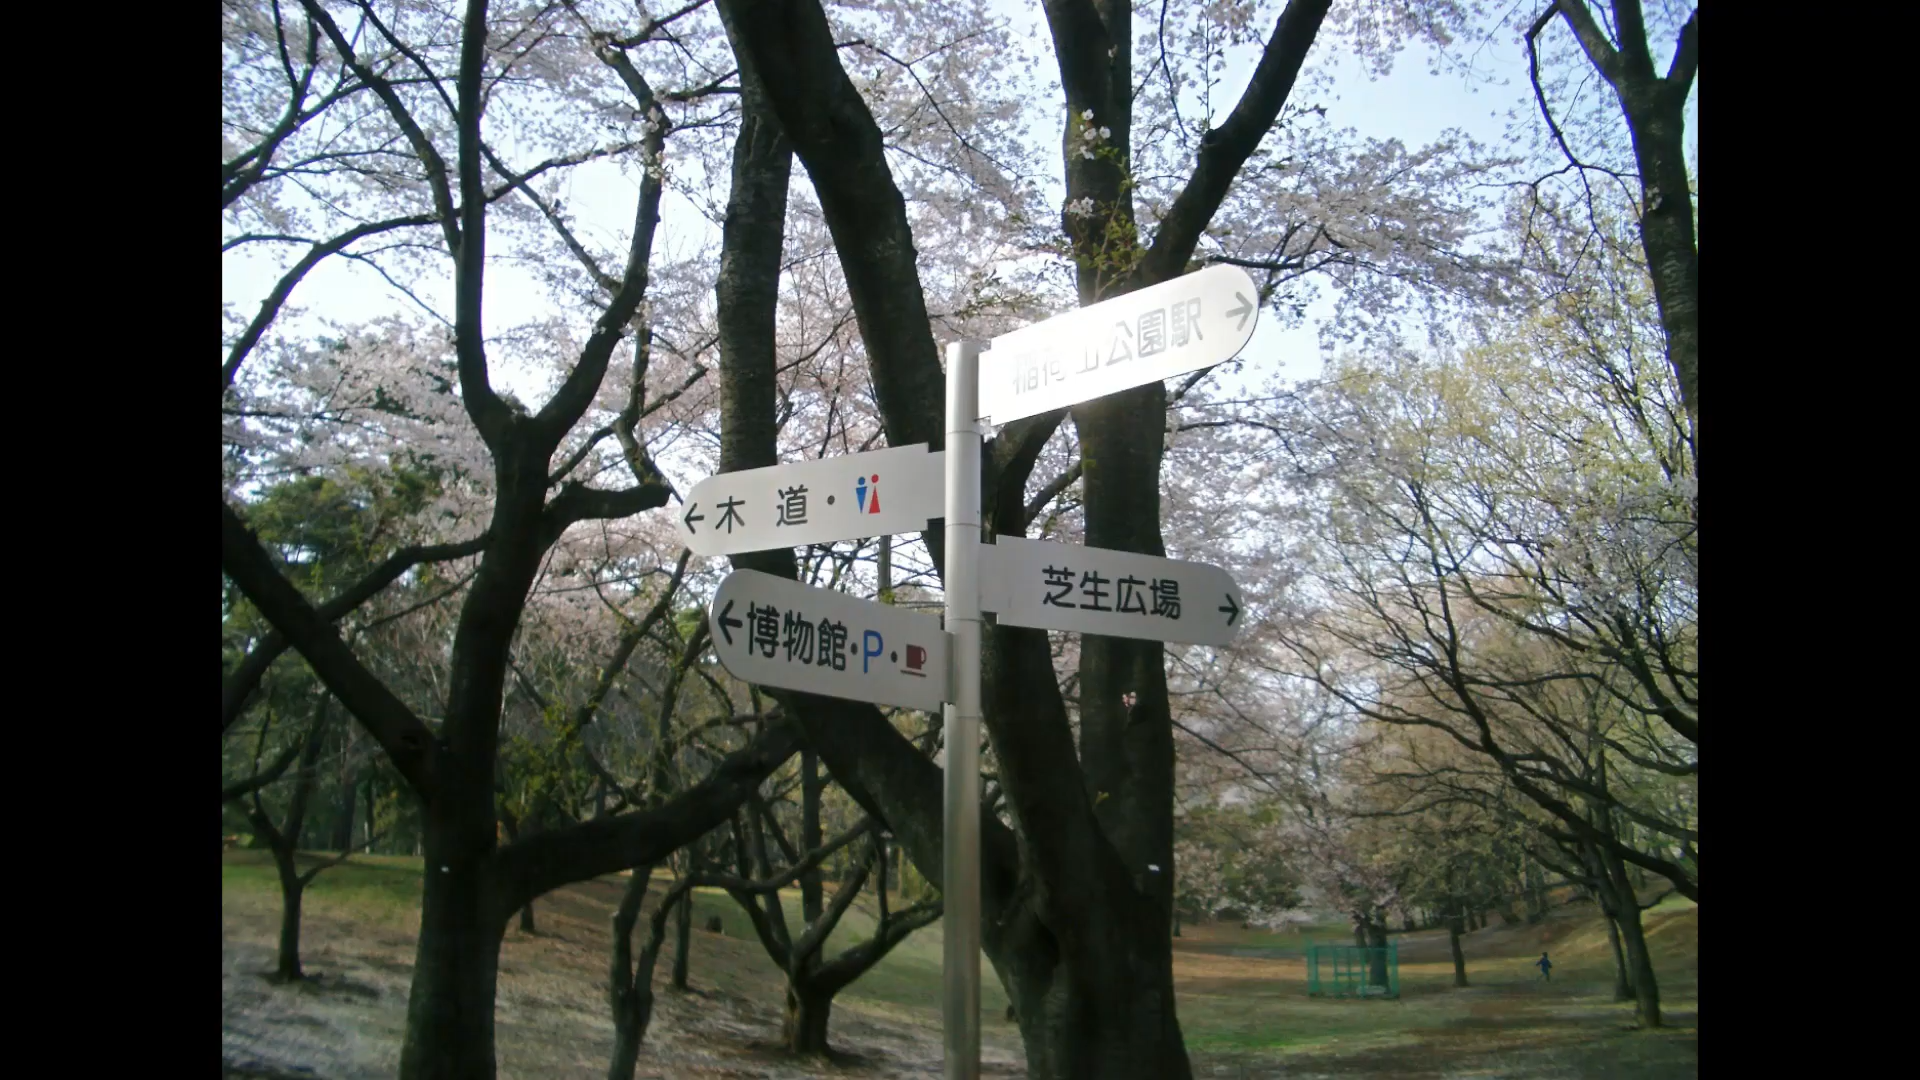 稲荷山公園駅 →
← 木道・
芝生広場 →
← 博物館・P・